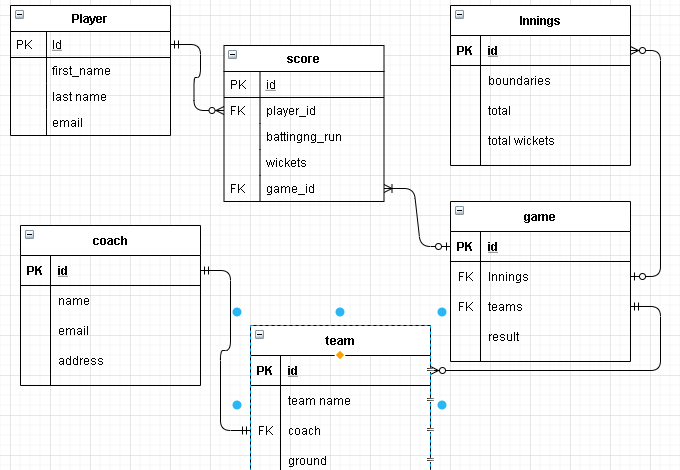 Player
PK Id
first_name
last name
email
score
PK id
FK player_id
battingng_run
wickets
FK game_id
Innings
PK id
boundaries
total
total wickets
coach
PK id
name
email
address
game
PK id
FK Innings
FK teams
result
team
PK id
team name
FK coach
ground